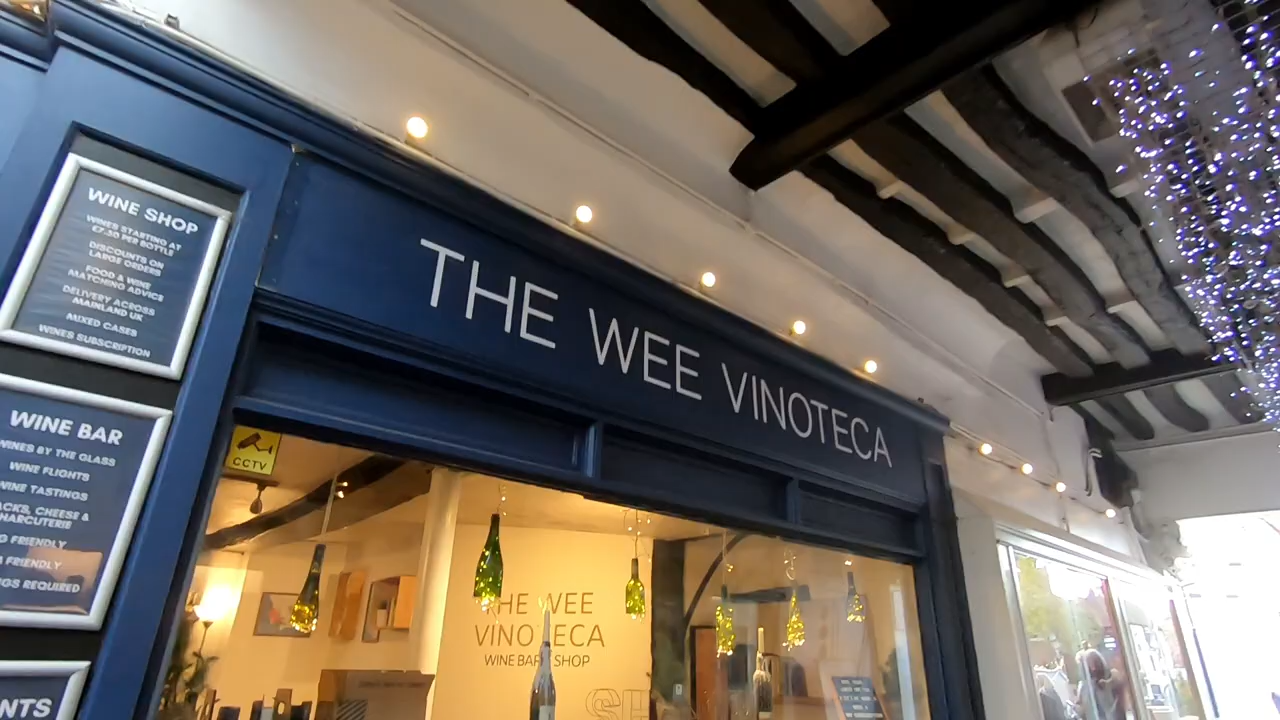 WINE SHOP
WINES STARTING AT
£7.50 PER BOTTLE
DISCOUNTS ON
LARGE ORDERS
FOOD & WINE
MATCHING ADVICE
DELIVERY ACROSS
MAINLAND UK
MIXED CASES
WINES SUBSCRIPTION
WINE BAR
WINES BY THE GLASS
WINE FLIGHTS
WINE TASTINGS
CHEESE &
FRIENDLY
FRIENDLY
REQUIRED
THE WEE VINOTECA
CCTV
THE WEE
VINOTECA
WINE BAR SHOP